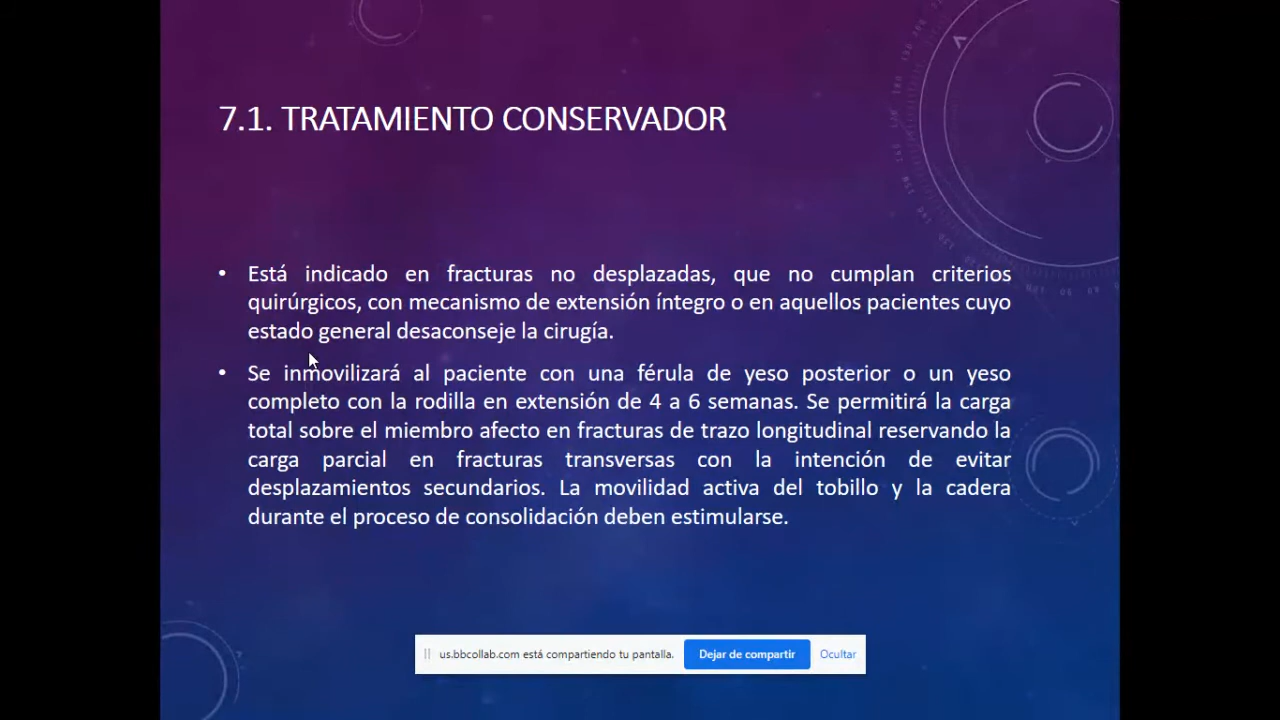 7.1. TRATAMIENTO CONSERVADOR
• Está indicado en fracturas no desplazadas, que no cumplan criterios
quirúrgicos, con mecanismo de extensión íntegro o en aquellos pacientes cuyo
estado general desaconseje la cirugía.
• Se inmovilizará al paciente con una férula de yeso posterior o un yeso
completo con la rodilla en extensión de 4 a 6 semanas. Se permitirá la carga
total sobre el miembro afecto en fracturas de trazo longitudinal reservando la
carga parcial en fracturas transversas con la intención de evitar
desplazamientos secundarios. La movilidad activa del tobillo y la cadera
durante el proceso de consolidación deben estimularse.
us.bbcollab.com está compartiendo tu pantalla. Dejar de compartir Ocultar